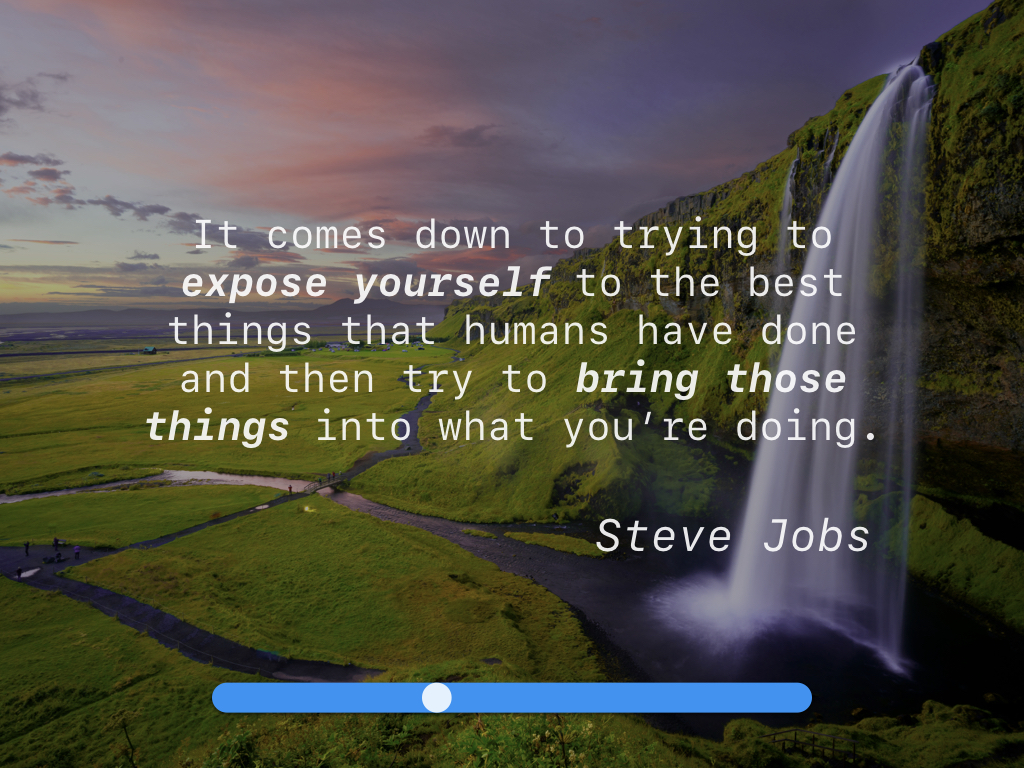 It comes down to trying to
expose yourself to the best
things that humans have done
and then try to bring those
things into what you’re doing.
Steve Jobs